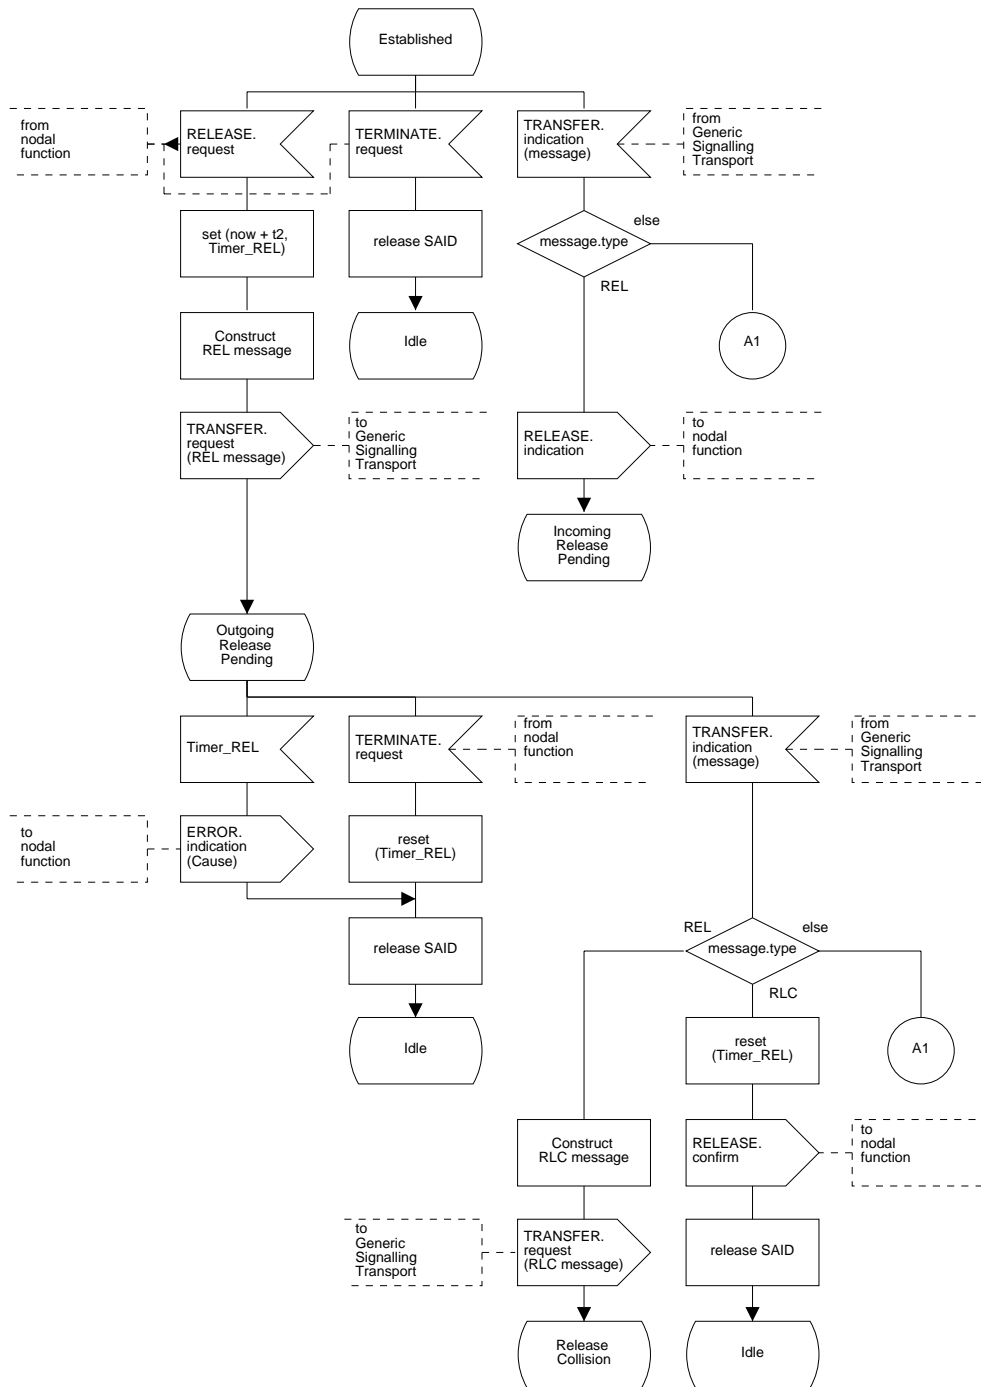 Established
from
nodal
function
RELEASE.
request
TERMINATE.
request
TRANSFER.
indication
(message)
from
Generic
Signalling
Transport
set (now + t2,
Timer_REL)
release SAID
message.type
else
REL
Construct
REL message
Idle
A1
TRANSFER.
request
(REL message)
to
Generic
Signalling
Transport
RELEASE.
indication
to
nodal
function
Incoming
Release
Pending
Outgoing
Release
Pending
Timer_REL
TERMINATE.
request
from
nodal
function
TRANSFER.
indication
(message)
from
Generic
Signalling
Transport
to
nodal
function
ERROR.
indication
(Cause)
reset
(Timer_REL)
release SAID
REL
message.type
else
RLC
Idle
reset
(Timer_REL)
A1
Construct
RLC message
RELEASE.
confirm
to
nodal
function
to
Generic
Signalling
Transport
TRANSFER.
request
(RLC message)
release SAID
Release
Collision
Idle